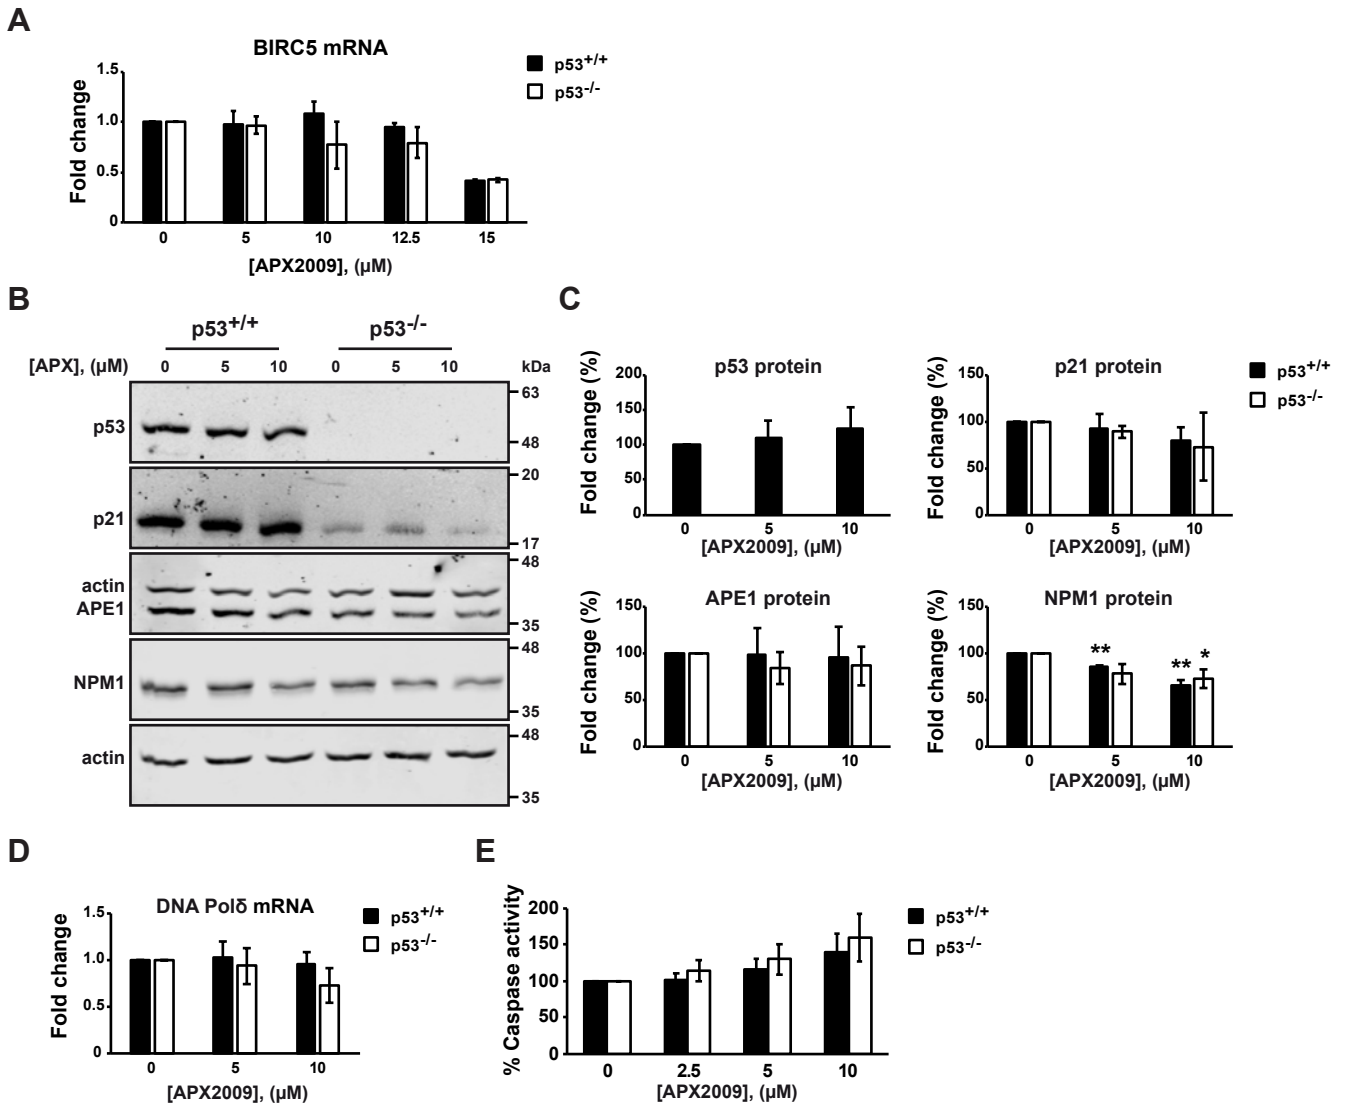 A
BIRC5 mRNA
p53+/+
p53-/-
Fold change
1.5
1.0
0.5
0
0 5 10 12.5 15
[APX2009], (µM)
B
p53+/+ p53-/-
[APX], (µM) 0 5 10 0 5 10 kDa
63
p53
48
20
p21
17
48
actin
APE1
35
48
NPM1
35
48
actin
35
C
p53 protein
Fold change (%)
200
150
100
50
0
0 5 10
[APX2009], (µM)
p21 protein
p53+/+
p53-/-
Fold change (%)
150
100
50
0
0 5 10
[APX2009], (µM)
APE1 protein
Fold change (%)
150
100
50
0
0 5 10
[APX2009], (µM)
NPM1 protein
Fold change (%)
150
100
50
0
** ** *
0 5 10
[APX2009], (µM)
D
DNA Polδ mRNA
p53+/+
p53-/-
Fold change
1.5
1.0
0.5
0
0 5 10
[APX2009], (µM)
E
p53+/+
p53-/-
% Caspase activity
200
150
100
50
0
0 2.5 5 10
[APX2009], (µM)